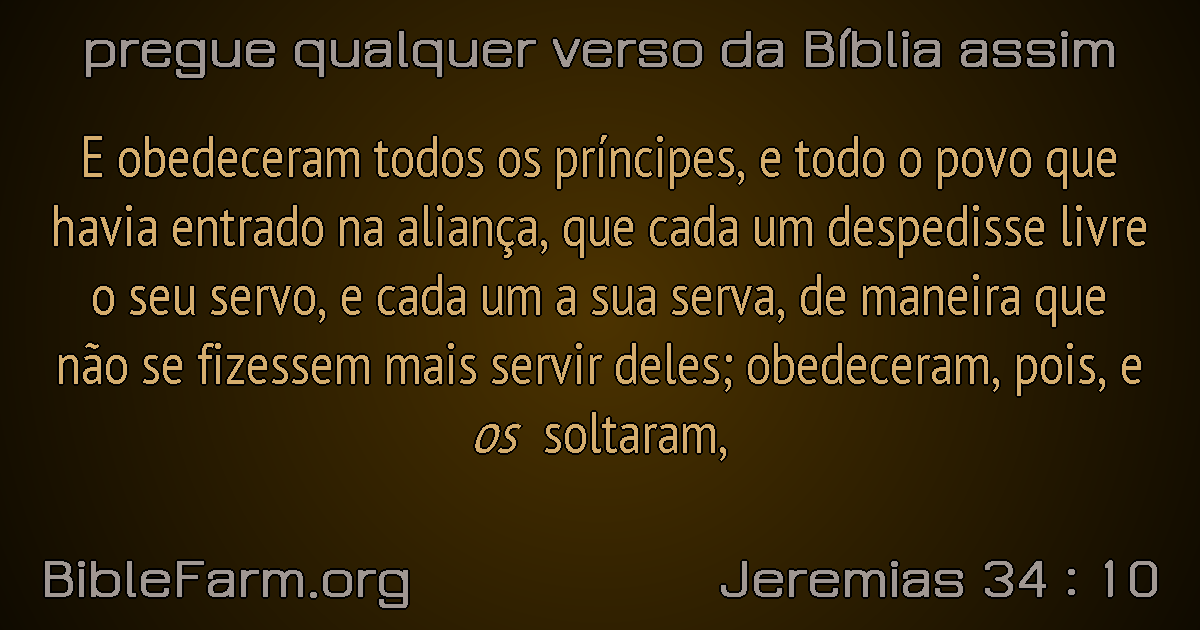 pregue qualquer verso da Bíblia assim
E obedeceram todos os príncipes, e todo o povo que
havia entrado na aliança, que cada um despedisse livre
o seu servo, e cada um a sua serva, de maneira que
não se fizessem mais servir deles; obedeceram, pois, e
os soltaram,
BibleFarm.org
Jeremias 34 : 10